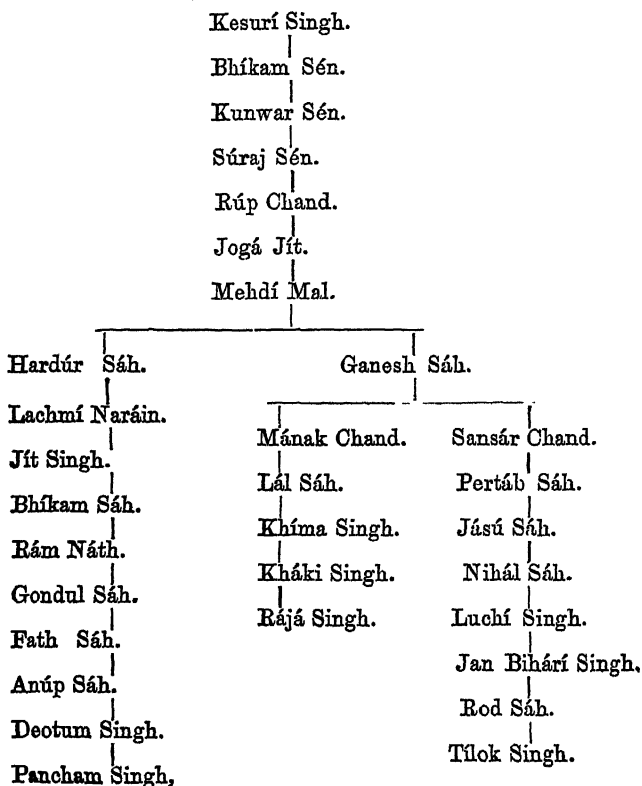 Kesurí Singh.
Bhíkam Sén.
Kunwar Sén.
Súraj Sén.
Rúp Chand.
Jogá Jít.
Mehdí Mal.
Hardúr Sáh.
Ganesh Sáh.
Lachmí Naráin.
Jít Singh.
Bhíkam Sáh.
Rám Náth.
Gondul Sáh.
Fath Sáh.
Anúp Sáh.
Deotum Singh.
Pancham Singh,
Mának Chand.
Lál Sáh.
Khíma Singh.
Kháki Singh.
Rájá Singh.
Sansár Chand.
Pertáb Sáh.
Jású Sáh.
Nihál Sáh.
Luchí Singh.
Jan Bihárí Singh.
Rod Sáh.
Tílok Singh.